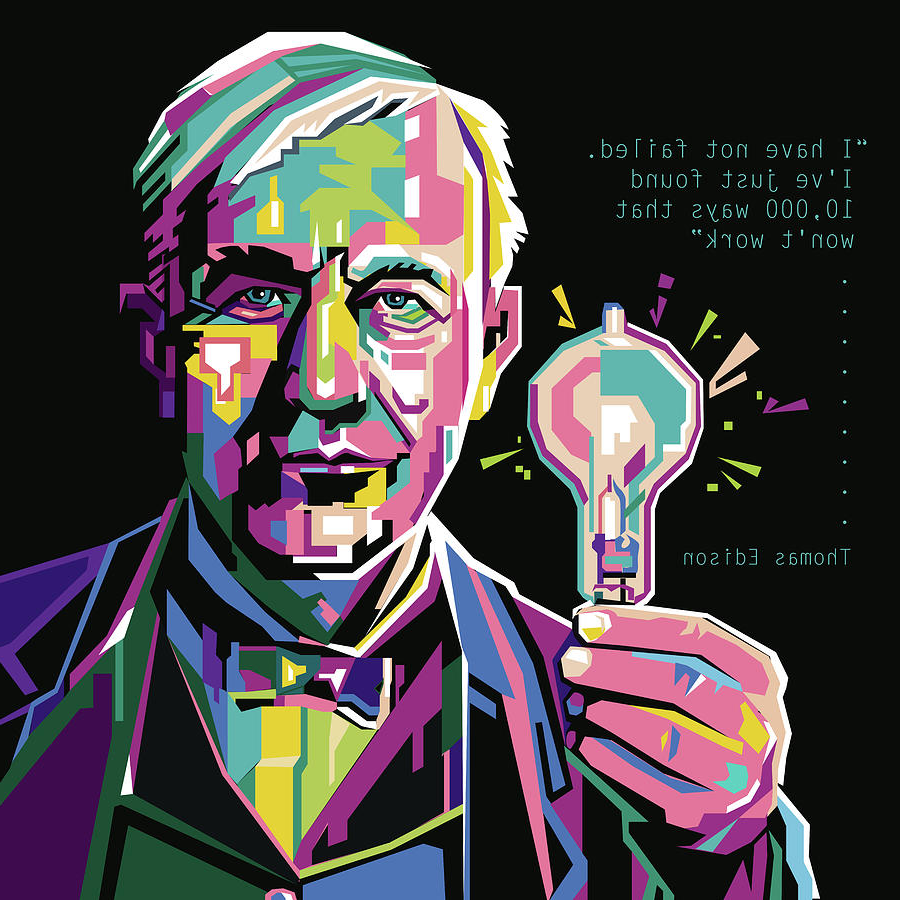 “I have not failed.
I've just found
10,000 ways that
won't work”
Thomas Edison